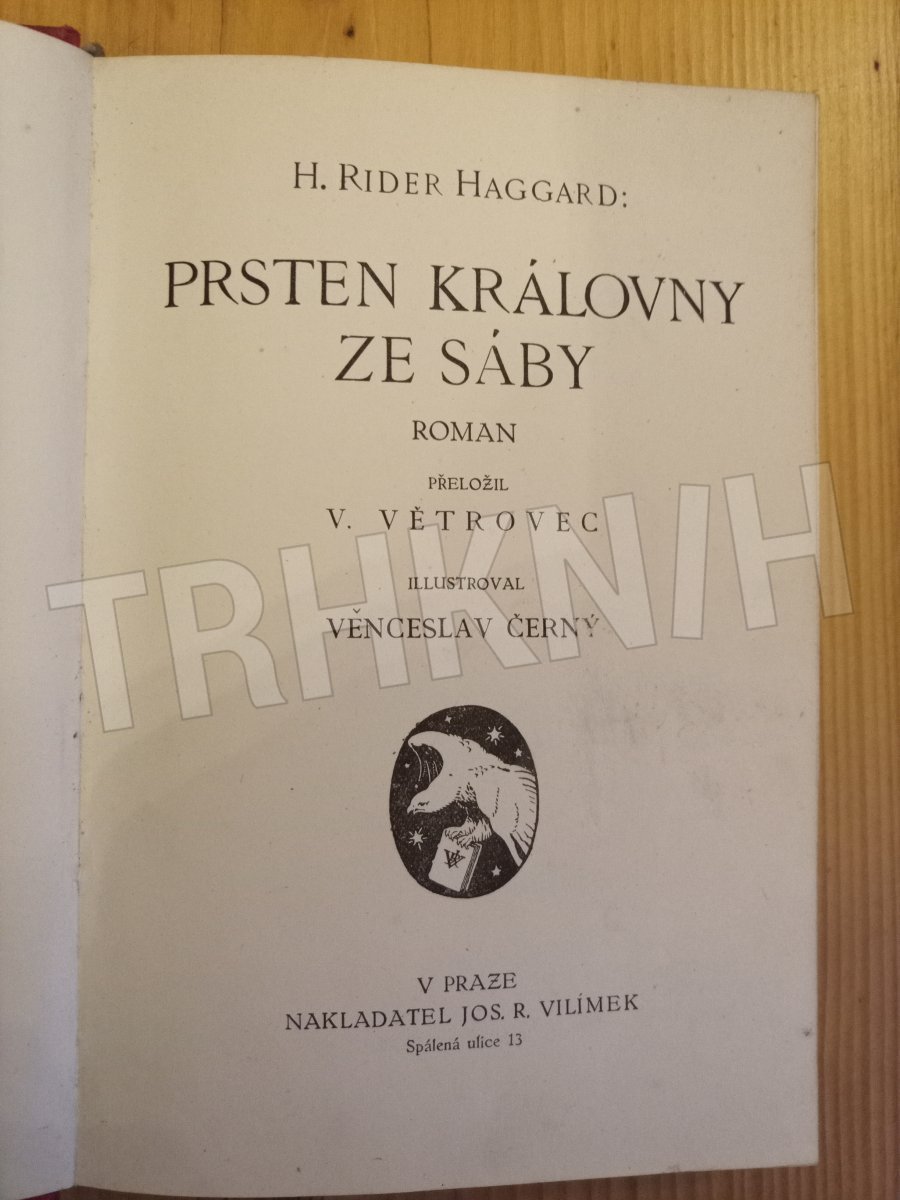 H. RIDER HAGGARD:
PRSTEN KRÁLOVNY
ZE SÁBY
ROMAN
PŘELOŽIL
V. VĚTROVEC
ILLUSTROVAL
VĚNCESLAV ČERNÝ
TRHKNIH
V PRAZE
NAKLADATEL JOS. R. VILÍMEK
Spálená ulice 13